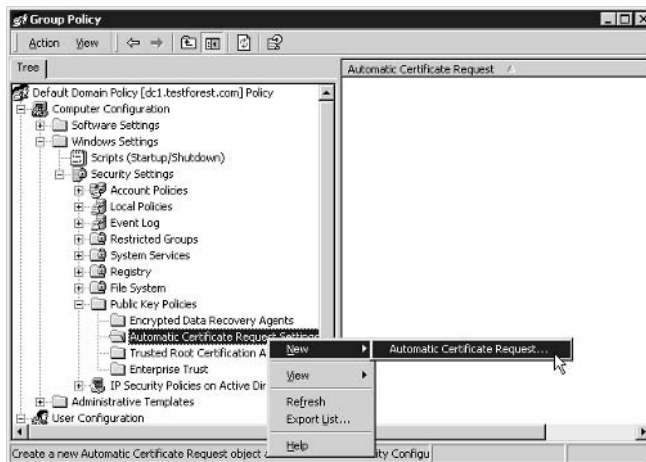 Group Policy
Action View
Tree
Automatic Certificate Request
Default Domain Policy [dc1.testforest.com] Policy
Computer Configuration
Software Settings
Windows Settings
Scripts (Startup/Shutdown)
Security Settings
Account Policies
Local Policies
Event Log
Restricted Groups
System Services
Registry
File System
Public Key Policies
Encrypted Data Recovery Agents
Automatic Certificate Request Settings
New
Automatic Certificate Request...
Trusted Root Certification A
Enterprise Trust
View
IP Security Policies on Active Dir
Refresh
Administrative Templates
Export List...
User Configuration
Help
Create a new Automatic Certificate Request object a
ity Configu